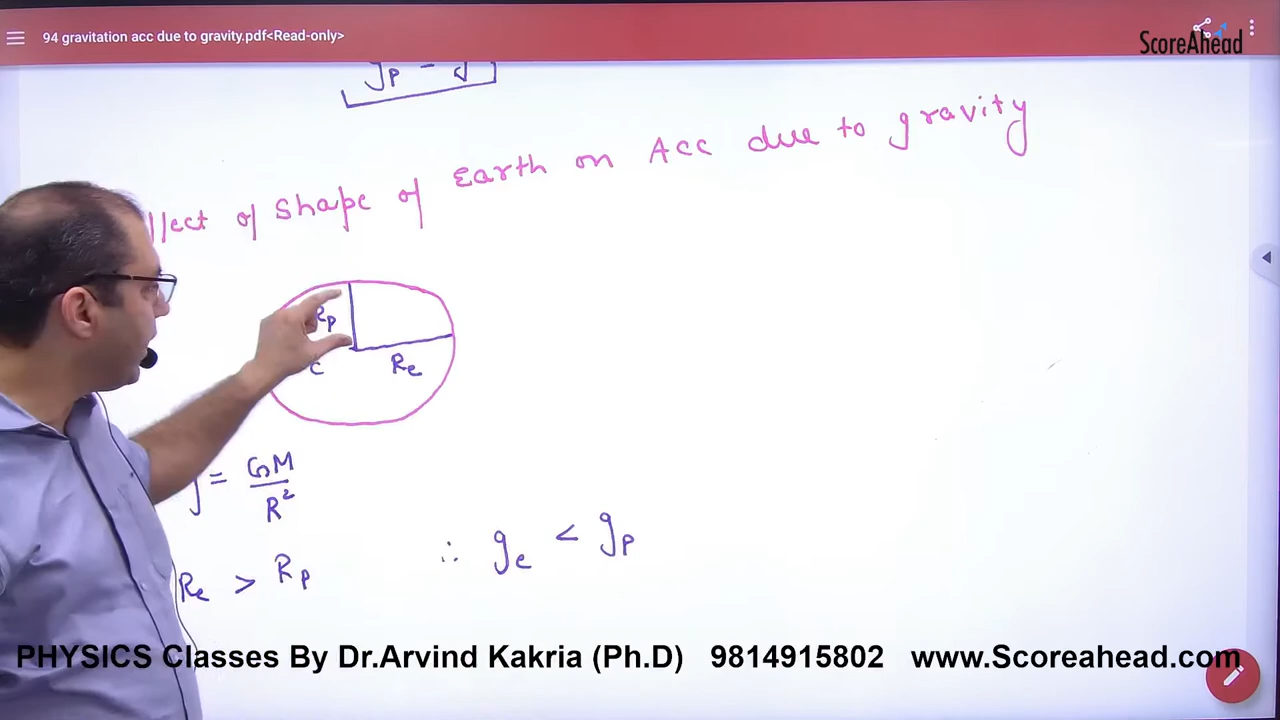 94 gravitation acc due to gravity.pdf<Read-only>
ScoreAhead
gp =
of Shape of Earth on Acc due to gravity
Rp
C
Re
g = GM
R²
Re > Rp
∴ ge < gp
PHYSICS Classes By Dr.Arvind Kakria (Ph.D) 9814915802 www.Scoreahead.com